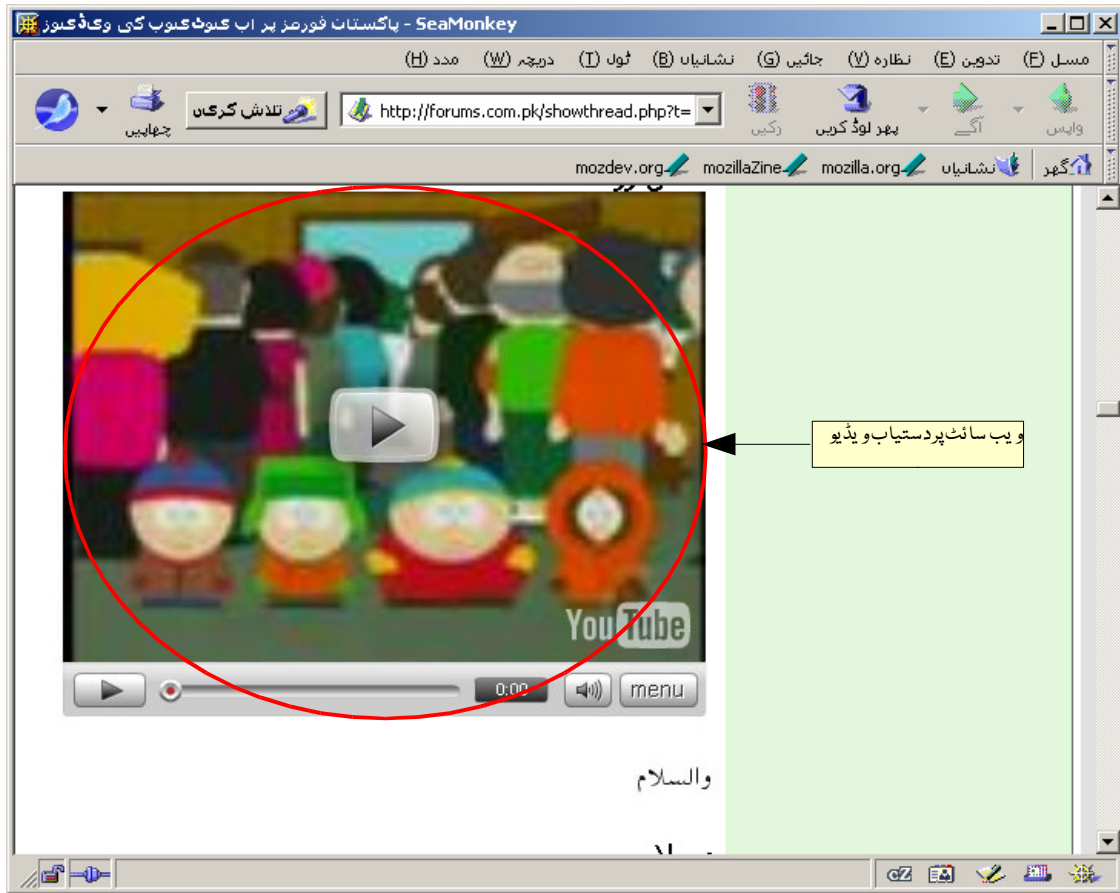 پاکستان فورمز پر اب کیوٹ کیوب کی ویڈیوز - SeaMonkey
مسل (F) تدوین (E) نظارہ (V) جائیں (G) نشانیاں (B) ٹول (T) دریچہ (W) مدد (H)
واپس آگے پھر لوڈ کریں رکیں http://forums.com.pk/showthread.php?t= تلاش کریں چھاپیں
گھر نشانیاں mozilla.org mozillaZine mozdev.org
ویب سائٹ پر دستیاب ویڈیو
YouTube
0:00 menu
والسلام